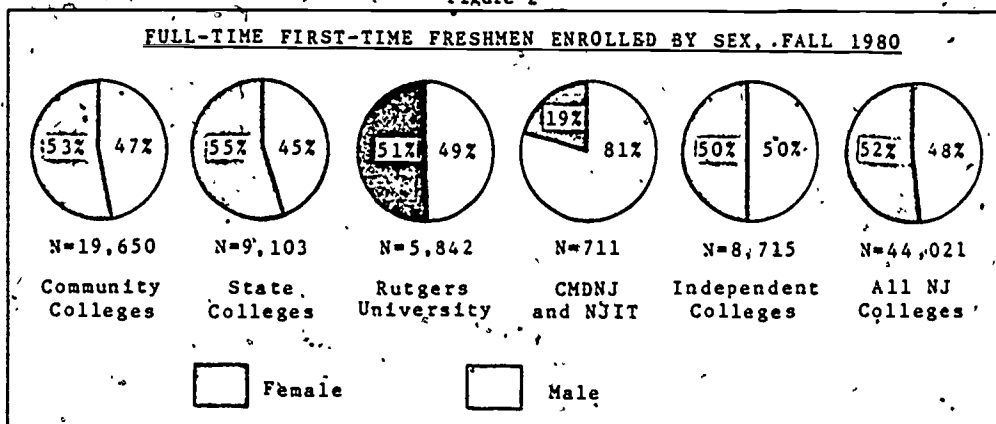 Figure 2
FULL-TIME FIRST-TIME FRESHMEN ENROLLED BY SEX, FALL 1980
53% 47% 55% 45% 51% 49% 19% 81% 50% 50% 52% 48%
N=19,650 N=9,103 N=5,842 N=711 N=8,715 N=44,021
Community State Rutgers CMDNJ Independent All NJ
Colleges Colleges University and NJIT Colleges Colleges
Female Male